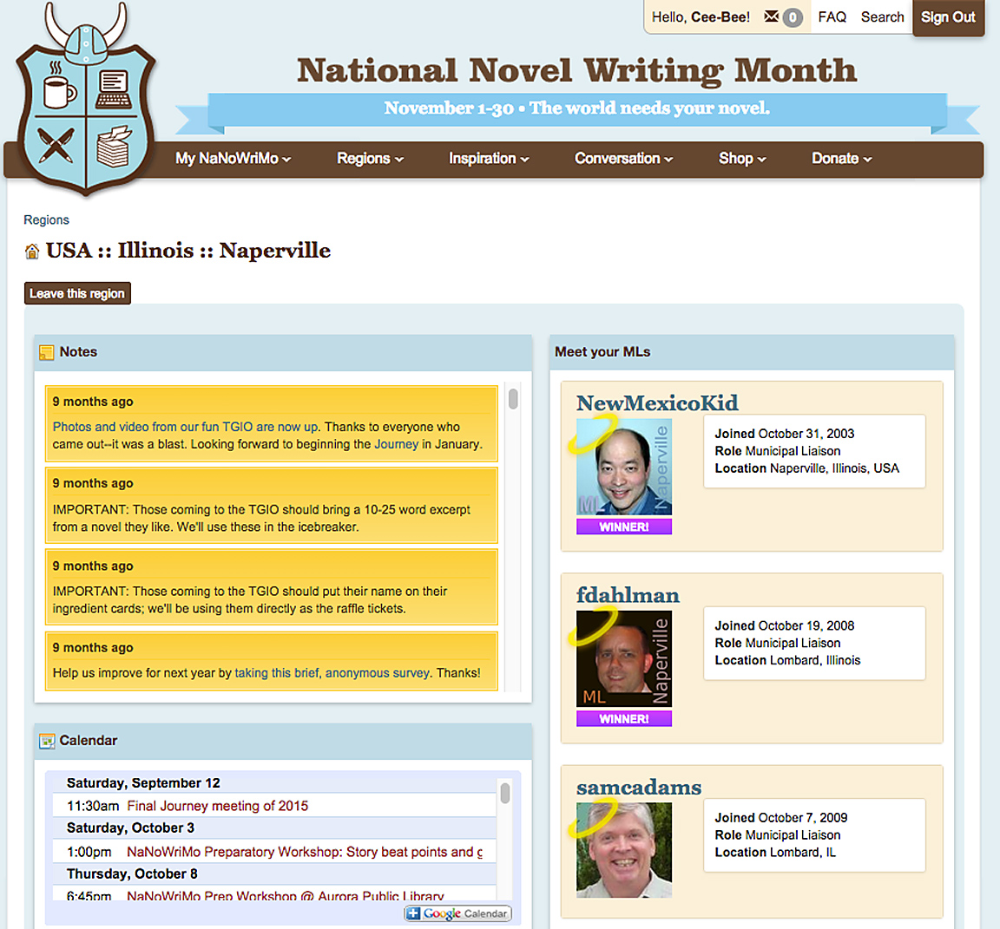 Hello, Cee-Bee! 0 FAQ Search Sign Out
National Novel Writing Month
November 1-30 • The world needs your novel.
My NaNoWriMo Regions Inspiration Conversation Shop Donate
Regions
USA :: Illinois :: Naperville
Leave this region
Notes
9 months ago
Photos and video from our fun TGIO are now up. Thanks to everyone who
came out--it was a blast. Looking forward to beginning the Journey in January.
9 months ago
IMPORTANT: Those coming to the TGIO should bring a 10-25 word excerpt
from a novel they like. We'll use these in the icebreaker.
9 months ago
IMPORTANT: Those coming to the TGIO should put their name on their
ingredient cards; we'll be using them directly as the raffle tickets.
9 months ago
Help us improve for next year by taking this brief, anonymous survey. Thanks!
Calendar
Saturday, September 12
11:30am Final Journey meeting of 2015
Saturday, October 3
1:00pm NaNoWriMo Preparatory Workshop: Story beat points and g
Thursday, October 8
6:45pm NaNoWriMo Prep Workshop @ Aurora Public Library
Google Calendar
Meet your MLs
NewMexicoKid
Naperville
ML
WINNER!
Joined October 31, 2003
Role Municipal Liaison
Location Naperville, Illinois, USA
fdahlman
Naperville
ML
WINNER!
Joined October 19, 2008
Role Municipal Liaison
Location Lombard, Illinois
samcadams
Joined October 7, 2009
Role Municipal Liaison
Location Lombard, IL